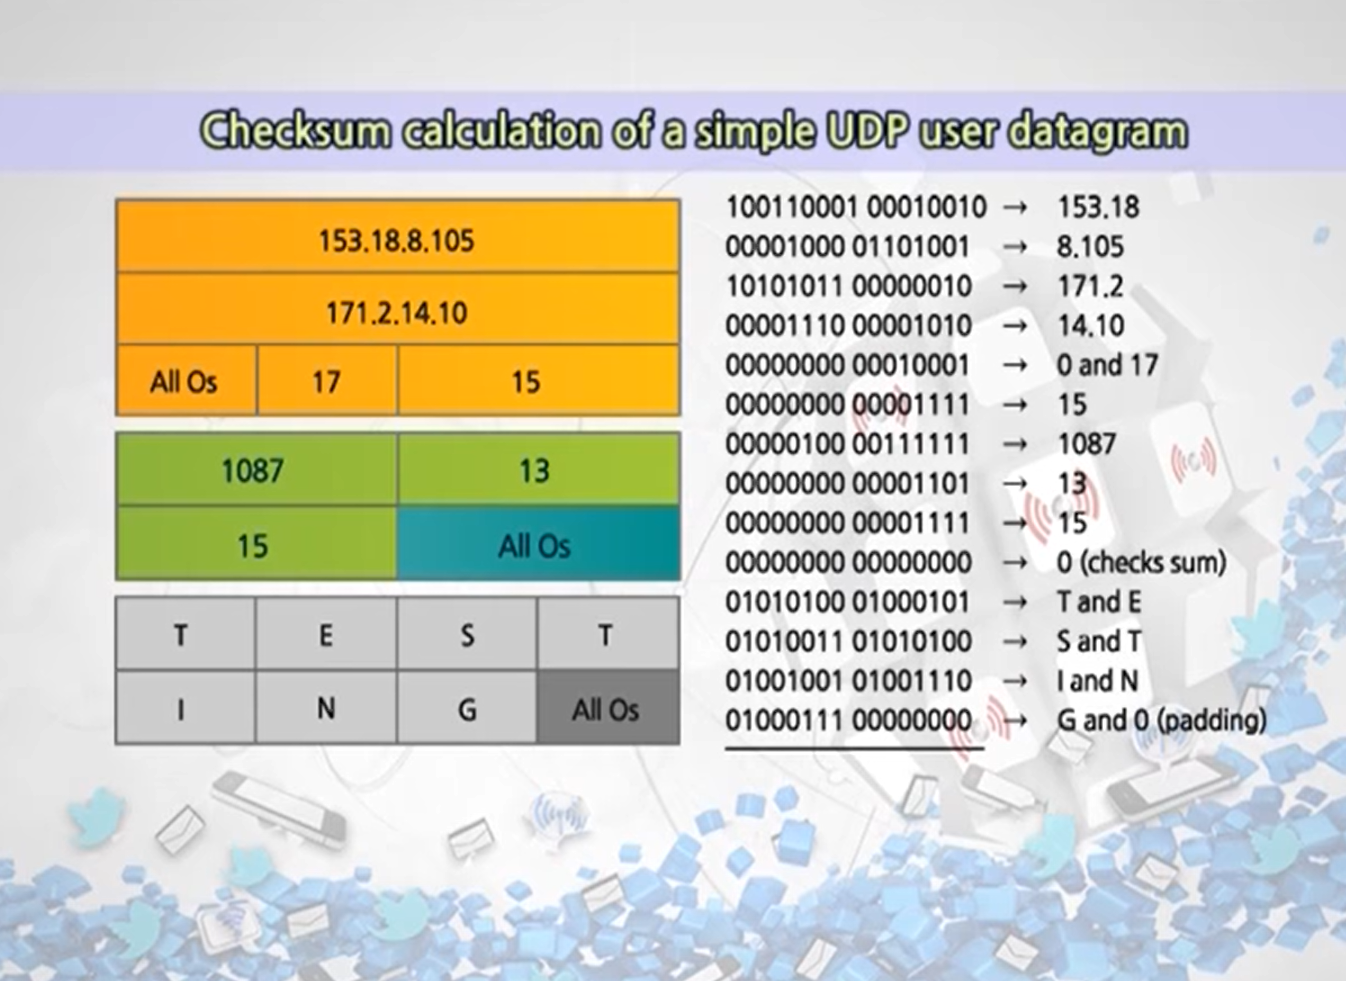 Checksum calculation of a simple UDP user datagram
153.18.8.105
171.2.14.10
All Os 17 15
1087 13
15 All Os
T E S T
I N G All Os
100110001 00010010 → 153.18
00001000 01101001 → 8.105
10101011 00000010 → 171.2
00001110 00001010 → 14.10
00000000 00010001 → 0 and 17
00000000 00001111 → 15
00000100 00111111 → 1087
00000000 00001101 → 13
00000000 00001111 → 15
00000000 00000000 → 0 (checks sum)
01010100 01000101 → T and E
01010011 01010100 → S and T
01001001 01001110 → I and N
01000111 00000000 → G and 0 (padding)